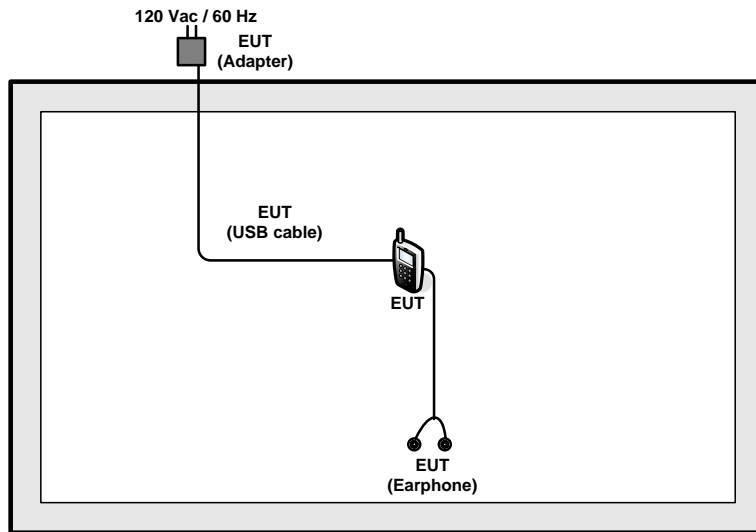 120 Vac / 60 Hz
EUT
(Adapter)
EUT
(USB cable)
EUT
EUT
(Earphone)